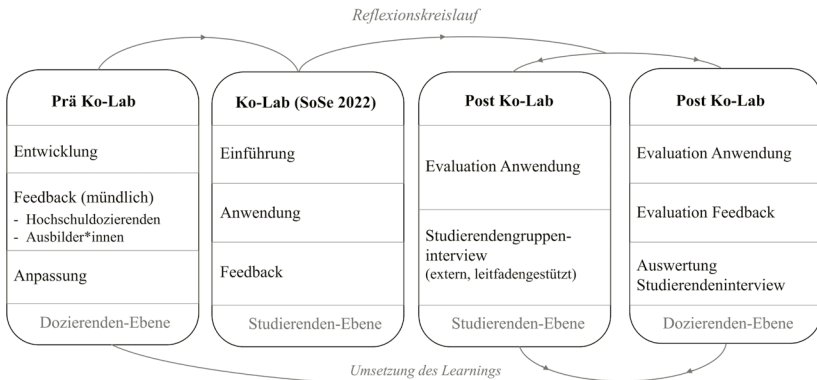 Reflexionskreislauf
Prä Ko-Lab
Entwicklung
Feedback (mündlich)
- Hochschuldozierenden
- Ausbilder*innen
Anpassung
Dozierenden-Ebene
Ko-Lab (SoSe 2022)
Einführung
Anwendung
Feedback
Studierenden-Ebene
Post Ko-Lab
Evaluation Anwendung
Studierendengruppen-
interview
(extern, leitfadengestützt)
Studierenden-Ebene
Post Ko-Lab
Evaluation Anwendung
Evaluation Feedback
Auswertung
Studierendeninterview
Dozierenden-Ebene
Umsetzung des Learnings